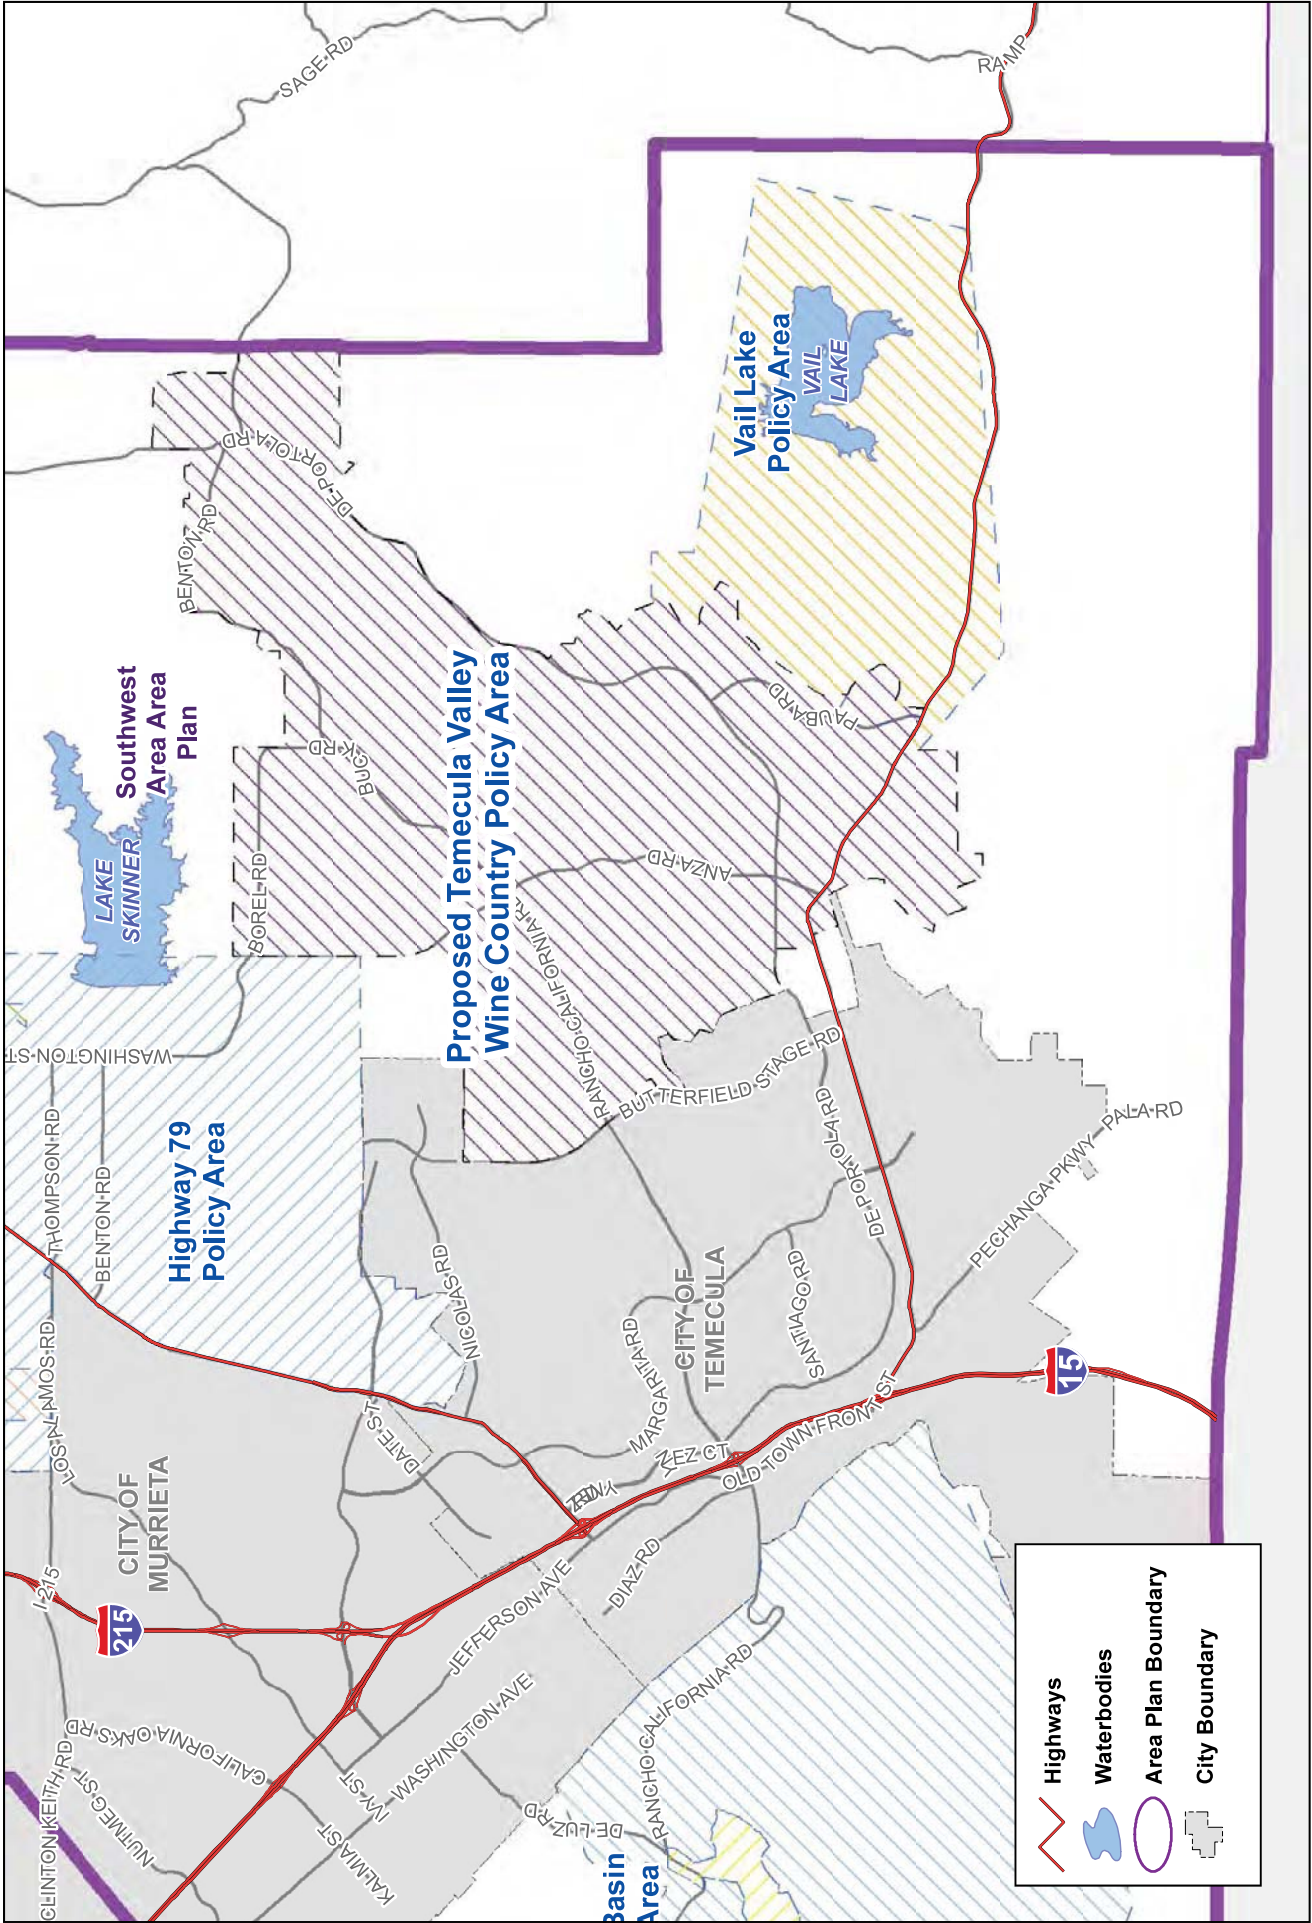 SAGE RD
RAMP
DE PORTOLA RD
BENTON RD
Vail Lake
Policy Area
VAIL
LAKE
Southwest
Area Area
Plan
LAKE
SKINNER
BUCK RD
BOREL RD
Proposed Temecula Valley
Wine Country Policy Area
PAUBA RD
ANZA RD
RANCHO CALIFORNIA RD
WASHINGTON ST
THOMPSON RD
BENTON RD
Highway 79
Policy Area
BUTTERFIELD STAGE RD
DE PORTOLA RD
PECHANGA PKWY
PALA RD
NICOLAS RD
LOS ALAMOS RD
CITY OF
TEMECULA
MARGARITA RD
SANTIAGO RD
15
DATE ST
OLD TOWN FRONT ST
CITY OF
MURRIETA
I-215
215
JEFFERSON AVE
DIAZ RD
WASHINGTON AVE
CALIFORNIA OAKS RD
CLINTON KEITH RD
NUTMEG ST
IVY ST
KALMIA ST
DE LUZ RD
RANCHO CALIFORNIA RD
Basin
Area
Highways
Waterbodies
Area Plan Boundary
City Boundary